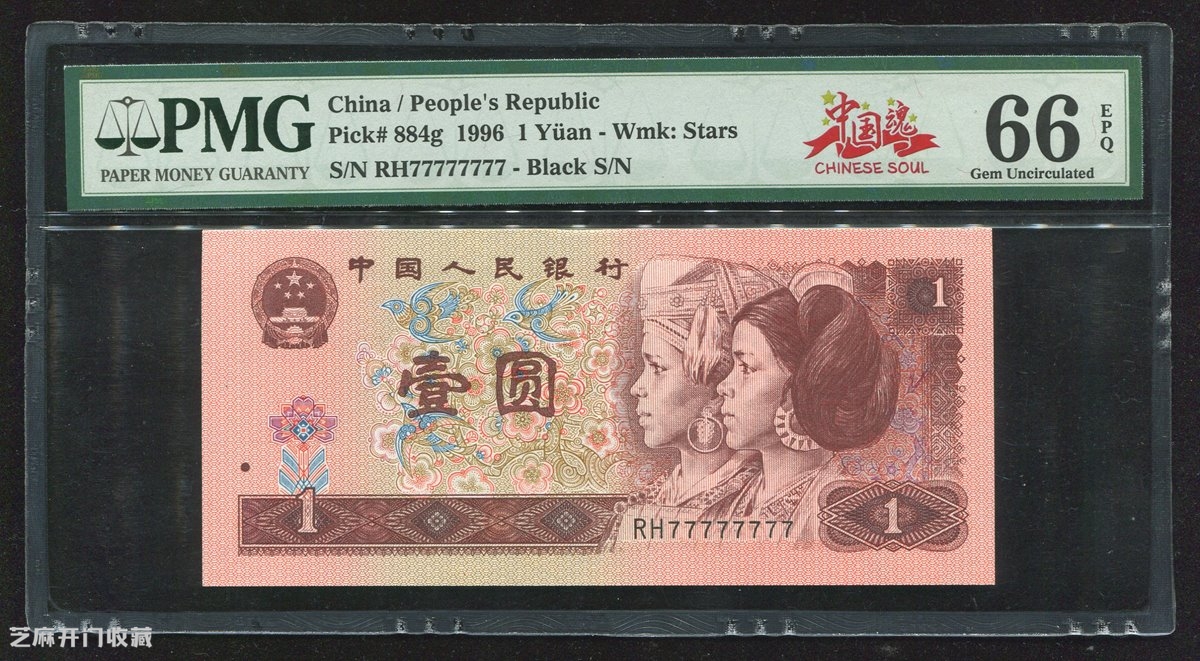 PMG
PAPER MONEY GUARANTY
China / People's Republic
Pick# 884g 1996 1 Yüan - Wmk: Stars
S/N RH77777777 - Black S/N
中国魂
CHINESE SOUL
66
EPQ
Gem Uncirculated
中国人民银行
1
壹圆
1
RH77777777
1
芝麻开门收藏